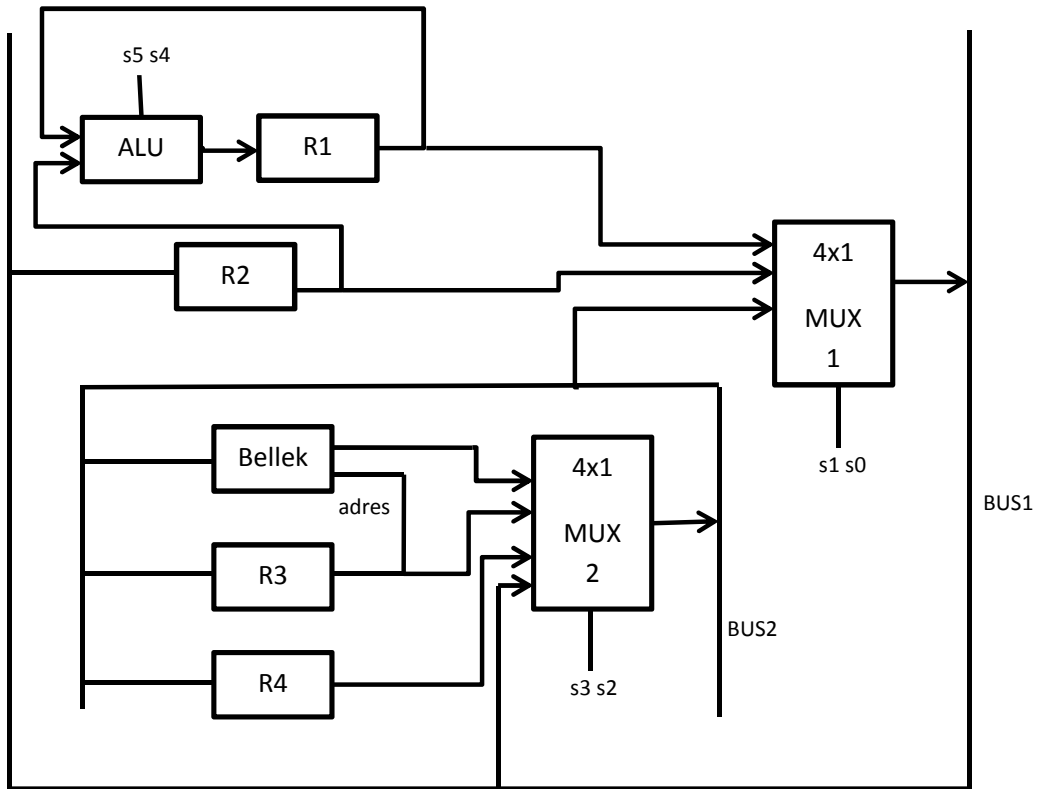 s5 s4
ALU
R1
R2
4x1
MUX
1
s1 s0
Bellek
adres
R3
R4
4x1
MUX
2
s3 s2
BUS2
BUS1